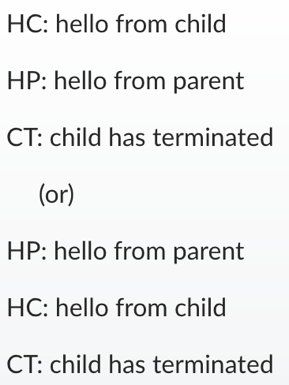 HC: hello from child
HP: hello from parent
CT: child has terminated
(or)
HP: hello from parent
HC: hello from child
CT: child has terminated